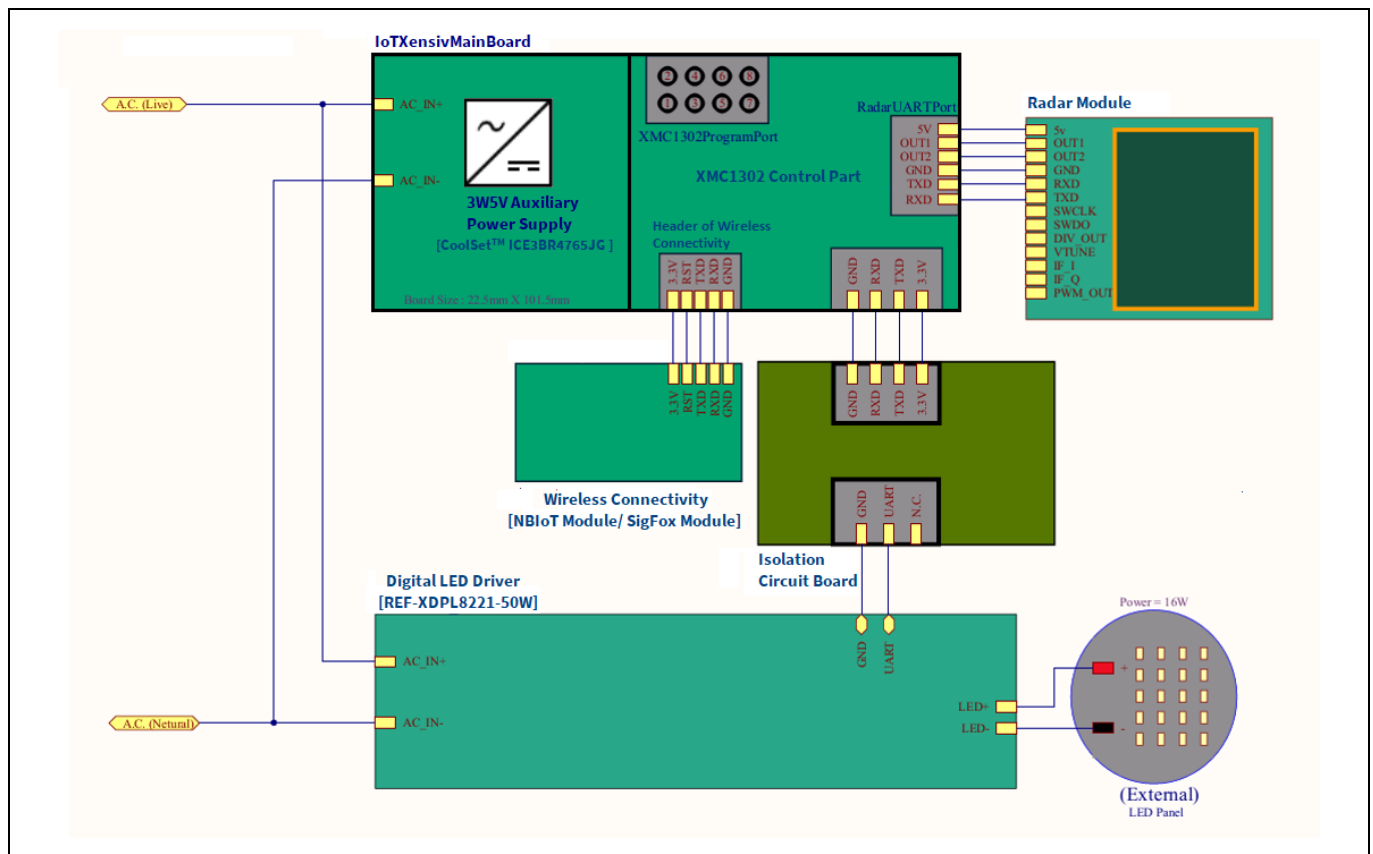 IoTXensivMainBoard
A.C. (Live)
AC_IN+
AC_IN-
3W5V Auxiliary
Power Supply
[CoolSet™ ICE3BR4765JG ]
Board Size : 22.5mm X 101.5mm
2 4 6 8
1 3 5 7
XMC1302ProgramPort
XMC1302 Control Part
RadarUARTPort
5V
OUT1
OUT2
GND
TXD
RXD
Header of Wireless
Connectivity
3.3V
RST
TXD
RXD
GND
GND
RXD
TXD
3.3V
Radar Module
5v
OUT1
OUT2
GND
RXD
TXD
SWCLK
SWDO
DIV_OUT
VTUNE
IF_I
IF_Q
PWM_OUT
3.3V
RST
TXD
RXD
GND
Wireless Connectivity
[NBIoT Module/ SigFox Module]
GND
RXD
TXD
3.3V
GND
UART
N.C.
Isolation
Circuit Board
Digital LED Driver
[REF-XDPL8221-50W]
AC_IN+
A.C. (Netural)
AC_IN-
GND
UART
LED+
LED-
Power = 16W
+
-
(External)
LED Panel